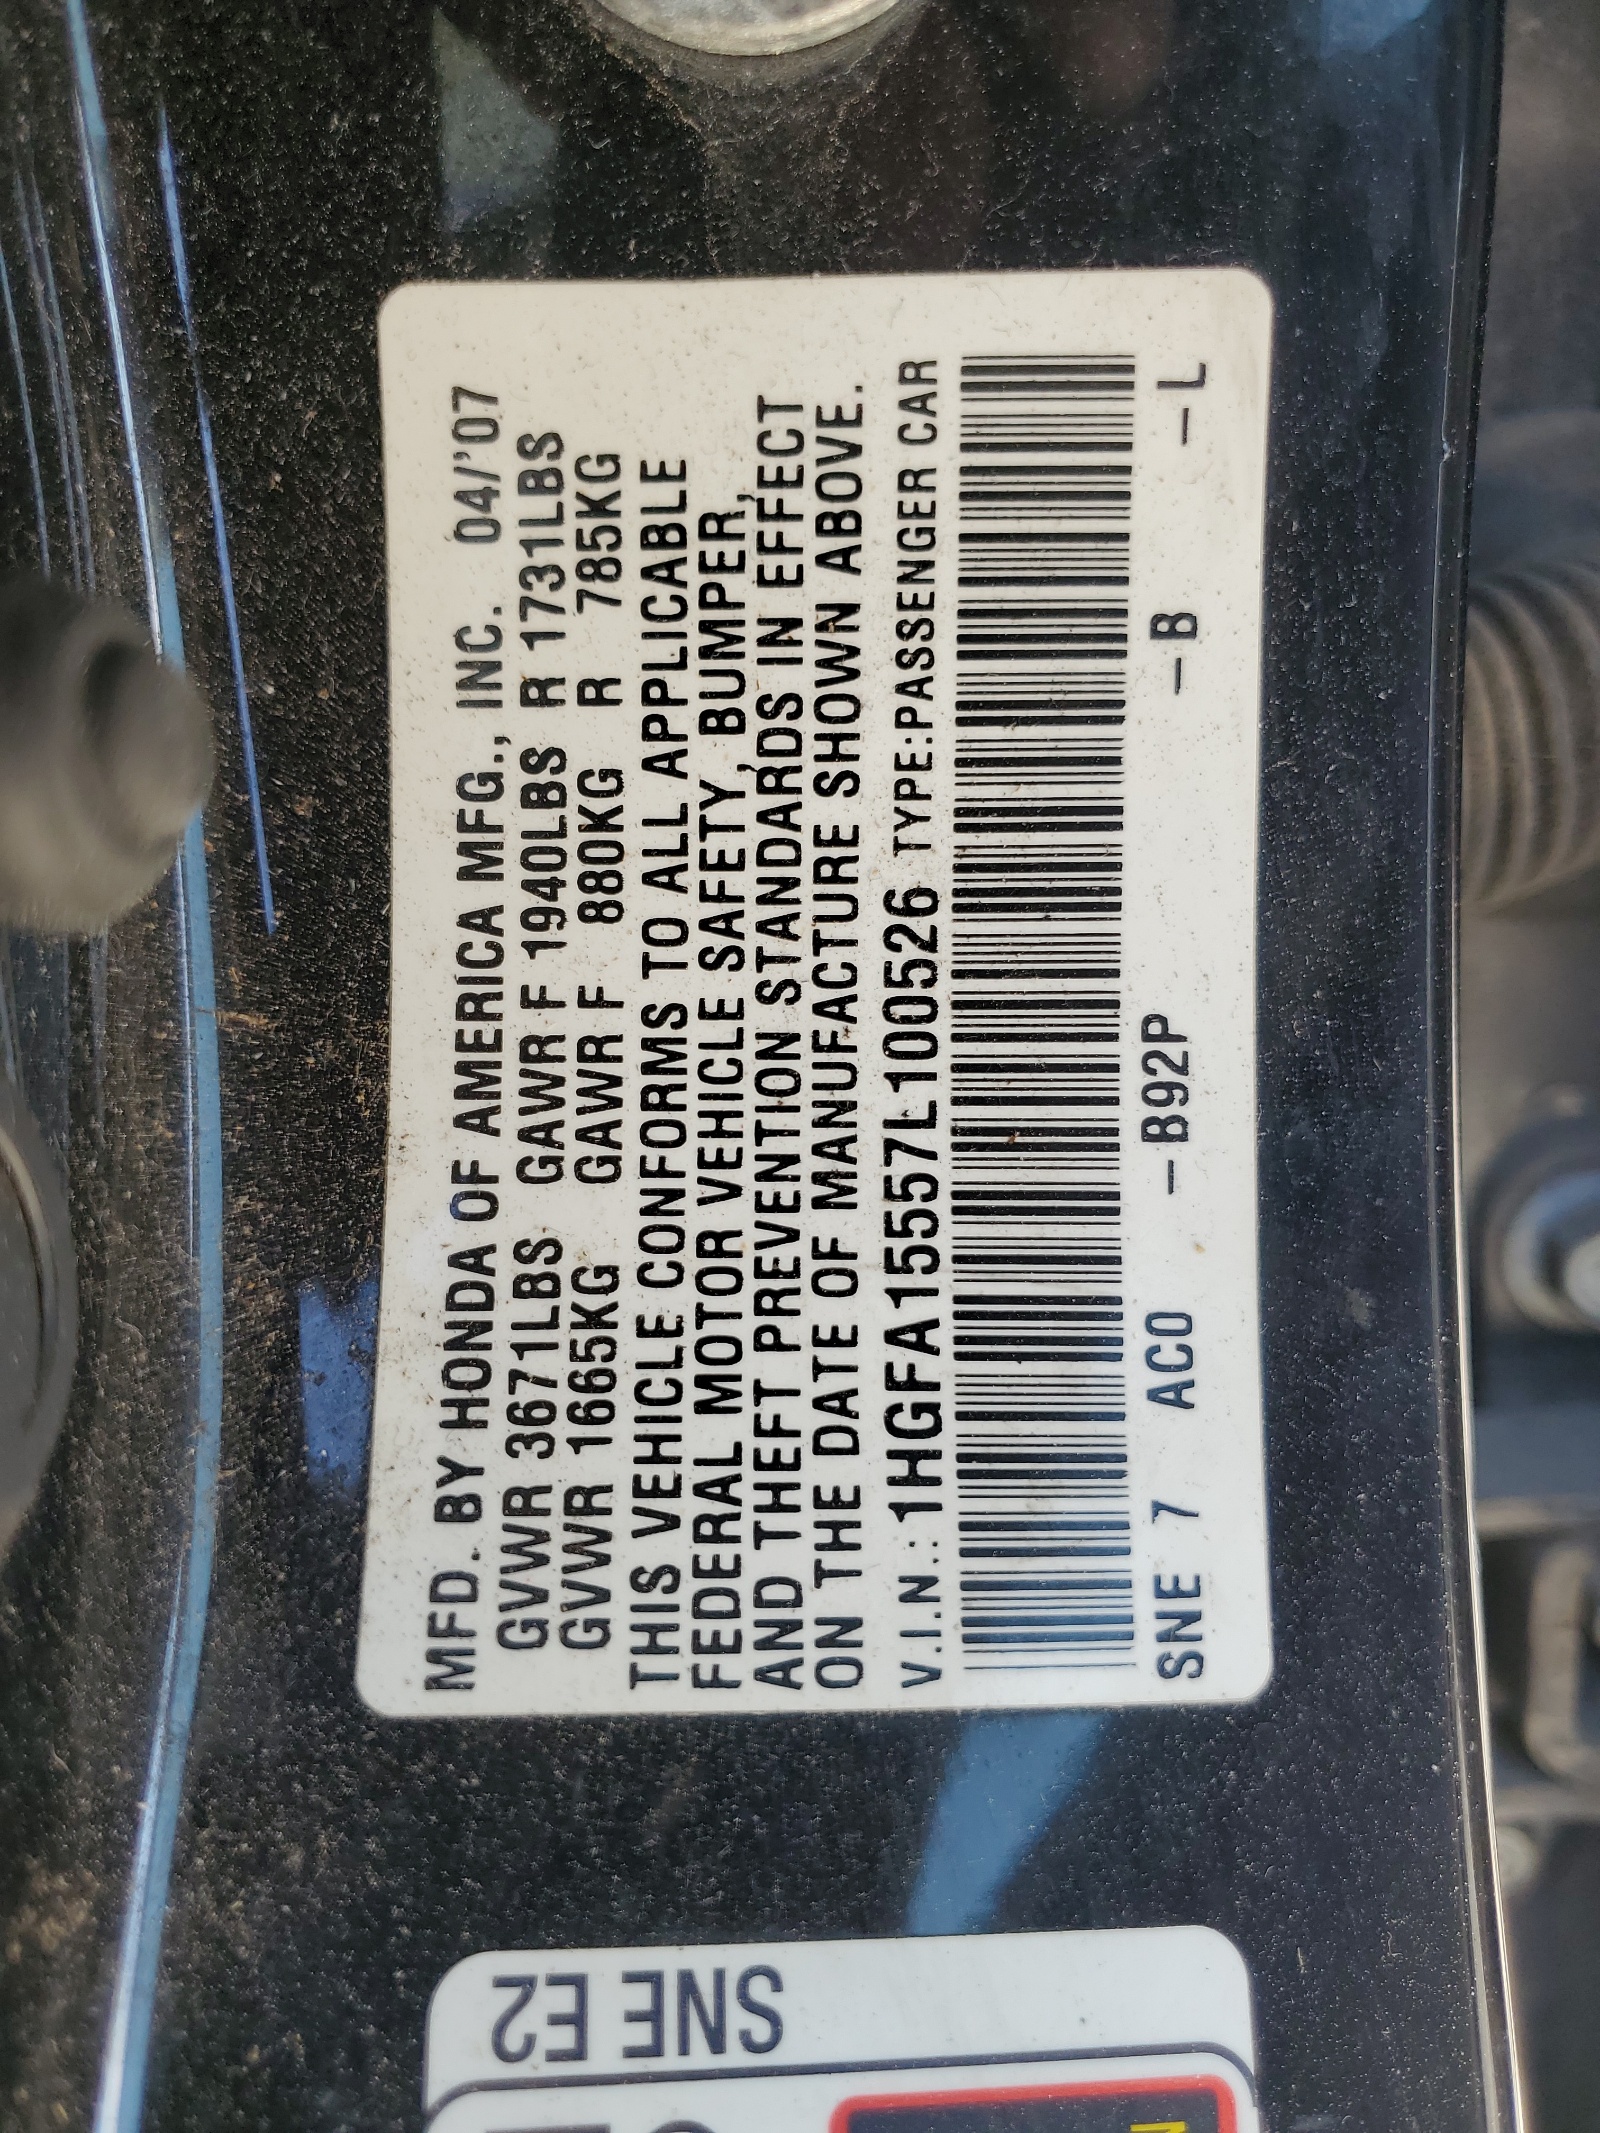 MFD. BY HONDA OF AMERICA MFG., INC. 04/'07
GVWR 3671LBS GAWR F 1940LBS R 1731LBS
GVWR 1665KG GAWR F 880KG R 785KG
THIS VEHICLE CONFORMS TO ALL APPLICABLE
FEDERAL MOTOR VEHICLE SAFETY, BUMPER,
AND THEFT PREVENTION STANDARDS IN EFFECT
ON THE DATE OF MANUFACTURE SHOWN ABOVE.
V.I.N.: 1HGFA15557L100526 TYPE:PASSENGER CAR
SNE 7 AC0 –B92P –B –L
SNE E2